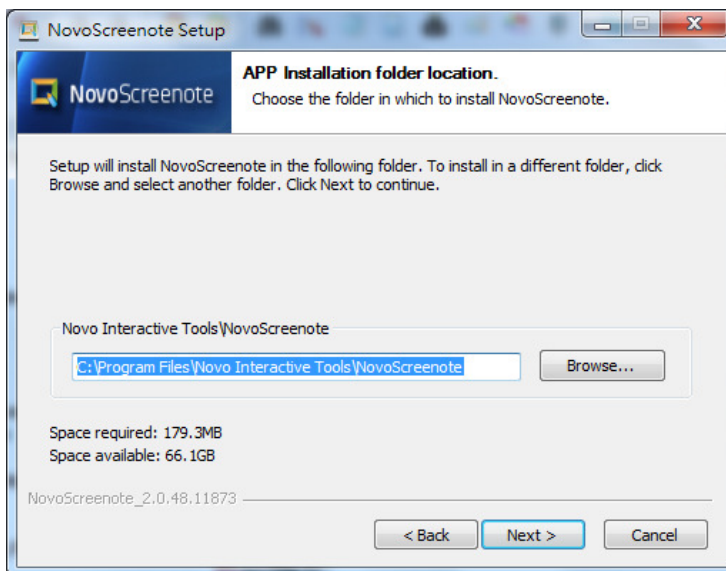 NovoScreenote Setup
NovoScreenote
APP Installation folder location.
Choose the folder in which to install NovoScreenote.
Setup will install NovoScreenote in the following folder. To install in a different folder, click
Browse and select another folder. Click Next to continue.
Novo Interactive Tools\NovoScreenote
C:\Program Files\Novo Interactive Tools\NovoScreenote
Browse...
Space required: 179.3MB
Space available: 66.1GB
NovoScreenote_2.0.48.11873
< Back
Next >
Cancel